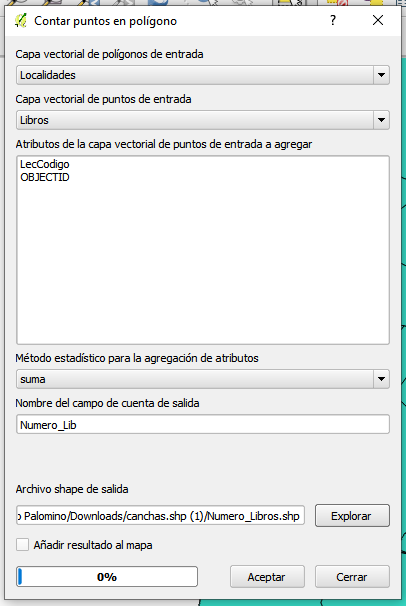 Contar puntos en polígono
Capa vectorial de polígonos de entrada
Localidades
Capa vectorial de puntos de entrada
Libros
Atributos de la capa vectorial de puntos de entrada a agregar
LecCodigo
OBJECTID
Método estadístico para la agregación de atributos
suma
Nombre del campo de cuenta de salida
Numero_Lib
Archivo shape de salida
Palomino/Downloads/canchas.shp (1)/Numero_Libros.shp
Explorar
Añadir resultado al mapa
0%
Aceptar
Cerrar